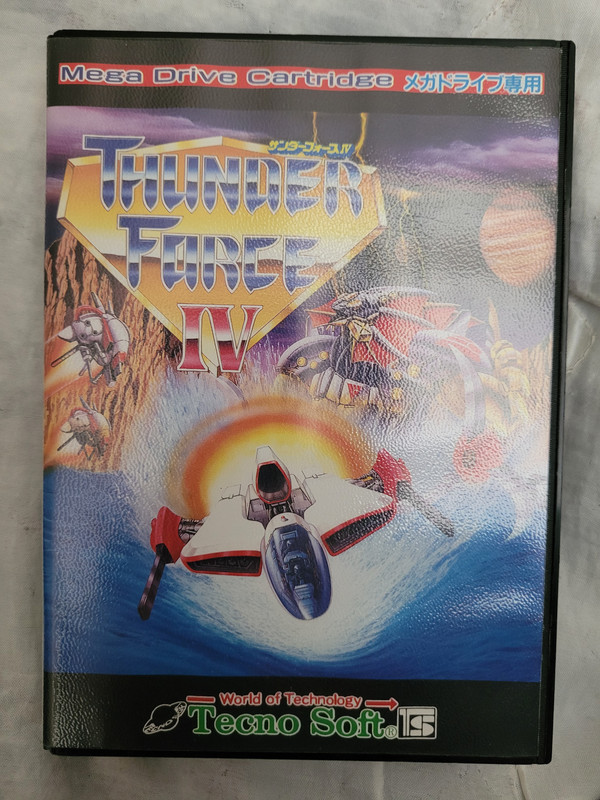 Mega Drive Cartridge メガドライブ専用
サンダーフォースIV
THUNDER
FORCE
IV
World of Technology
Tecno Soft® TS